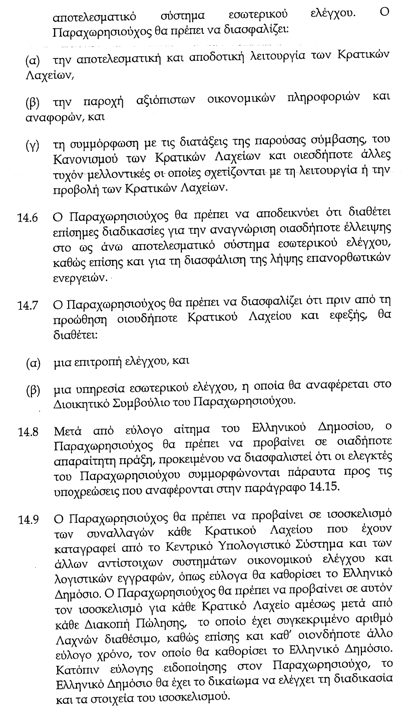 αποτελεσματικό σύστημα εσωτερικού ελέγχου. Ο
Παραχωρησιούχος θα πρέπει να διασφαλίζει:
(α) την αποτελεσματική και αποδοτική λειτουργία των Κρατικών
Λαχείων,
(β) την παροχή αξιόπιστων οικονομικών πληροφοριών και
αναφορών, και
(γ) τη συμμόρφωση με τις διατάξεις της παρούσας σύμβασης, του
Κανονισμού των Κρατικών Λαχείων και οιεσδήποτε άλλες
τυχόν μελλοντικές οι οποίες σχετίζονται με τη λειτουργία ή την
προβολή των Κρατικών Λαχείων.
14.6 Ο Παραχωρησιούχος θα πρέπει να αποδεικνύει ότι διαθέτει
επίσημες διαδικασίες για την αναγνώριση οιασδήποτε έλλειψης
στο ως άνω αποτελεσματικό σύστημα εσωτερικού ελέγχου,
καθώς επίσης και για τη διασφάλιση της λήψης επανορθωτικών
ενεργειών.
14.7 Ο Παραχωρησιούχος θα πρέπει να διασφαλίζει ότι πριν από τη
προώθηση οιουδήποτε Κρατικού Λαχείου και εφεξής, θα
διαθέτει:
(α) μια επιτροπή ελέγχου, και
(β) μια υπηρεσία εσωτερικού ελέγχου, η οποία θα αναφέρεται στο
Διοικητικό Συμβούλιο του Παραχωρησιούχου.
14.8 Μετά από εύλογο αίτημα του Ελληνικού Δημοσίου, ο
Παραχωρησιούχος θα πρέπει να προβαίνει σε οιαδήποτε
απαραίτητη πράξη, προκειμένου να διασφαλιστεί ότι οι ελεγκτές
του Παραχωρησιούχου συμμορφώνονται πάραυτα προς τις
υποχρεώσεις που αναφέρονται στην παράγραφο 14.15.
14.9 Ο Παραχωρησιούχος θα πρέπει να προβαίνει σε ισοσκελισμό
των συναλλαγών κάθε Κρατικού Λαχείου που έχουν
καταγραφεί από το Κεντρικό Υπολογιστικό Σύστημα και των
άλλων αντίστοιχων συστημάτων οικονομικού ελέγχου και
λογιστικών εγγραφών, όπως εύλογα θα καθορίσει το Ελληνικό
Δημόσιο. Ο Παραχωρησιούχος θα πρέπει να προβαίνει σε αυτόν
τον ισοσκελισμό για κάθε Κρατικό Λαχείο αμέσως μετά από
κάθε Διακοπή Πώλησης, το οποίο έχει συγκεκριμένο αριθμό
Λαχνών διαθέσιμο, καθώς επίσης και καθ' οιονδήποτε άλλο
εύλογο χρόνο, τον οποίο θα καθορίσει το Ελληνικό Δημόσιο.
Κατόπιν εύλογης ειδοποίησης στον Παραχωρησιούχο, το
Ελληνικό Δημόσιο θα έχει το δικαίωμα να ελέγχει τη διαδικασία
και τα στοιχεία του ισοσκελισμού.